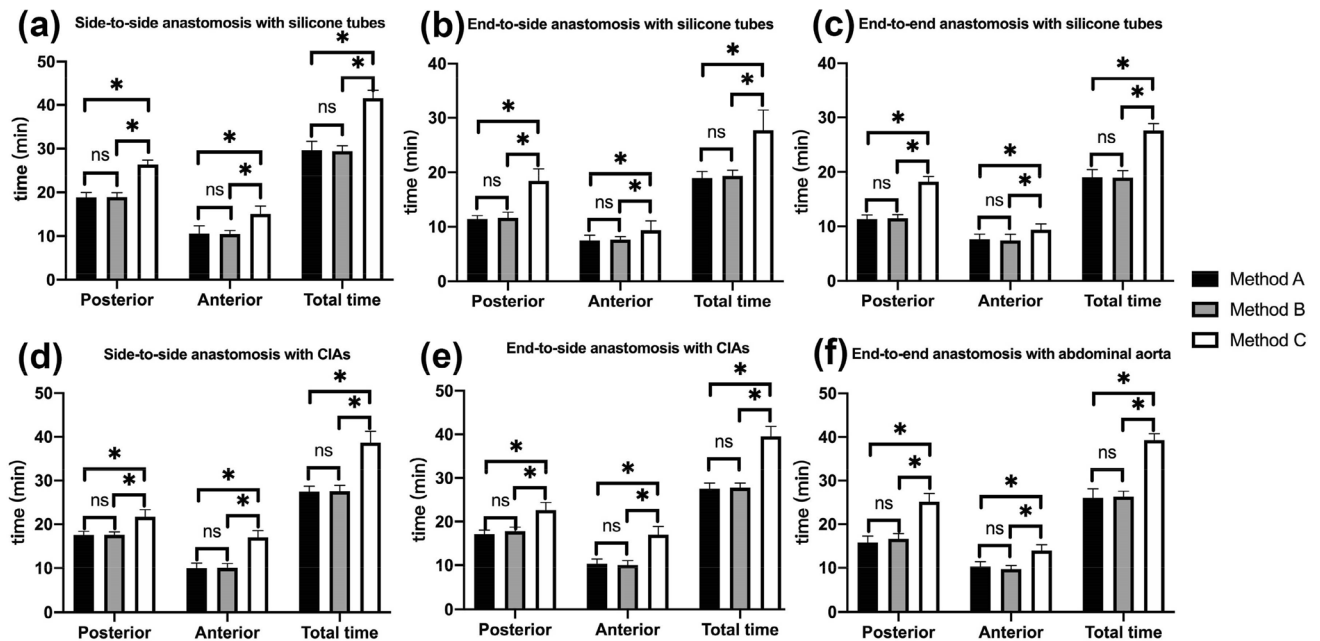 (a) Side-to-side anastomosis with silicone tubes
time (min)
50
40
30
20
10
0
ns
*
*
ns
*
*
ns
*
*
Posterior Anterior Total time
(b) End-to-side anastomosis with silicone tubes
time (min)
40
30
20
10
0
ns
*
*
ns
*
*
ns
*
*
Posterior Anterior Total time
(c) End-to-end anastomosis with silicone tubes
time (min)
40
30
20
10
0
ns
*
*
ns
*
*
ns
*
*
Posterior Anterior Total time
Method A
Method B
Method C
(d) Side-to-side anastomosis with CIAs
time (min)
50
40
30
20
10
0
ns
*
*
ns
*
*
ns
*
*
Posterior Anterior Total time
(e) End-to-side anastomosis with CIAs
time (min)
50
40
30
20
10
0
ns
*
*
ns
*
*
ns
*
*
Posterior Anterior Total time
(f) End-to-end anastomosis with abdominal aorta
time (min)
50
40
30
20
10
0
ns
*
*
ns
*
*
ns
*
*
Posterior Anterior Total time